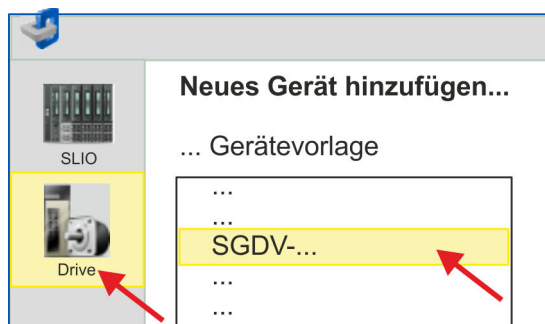 Neues Gerät hinzufügen...
SLIO
... Gerätevorlage
...
...
SGDV-...
Drive
...
...